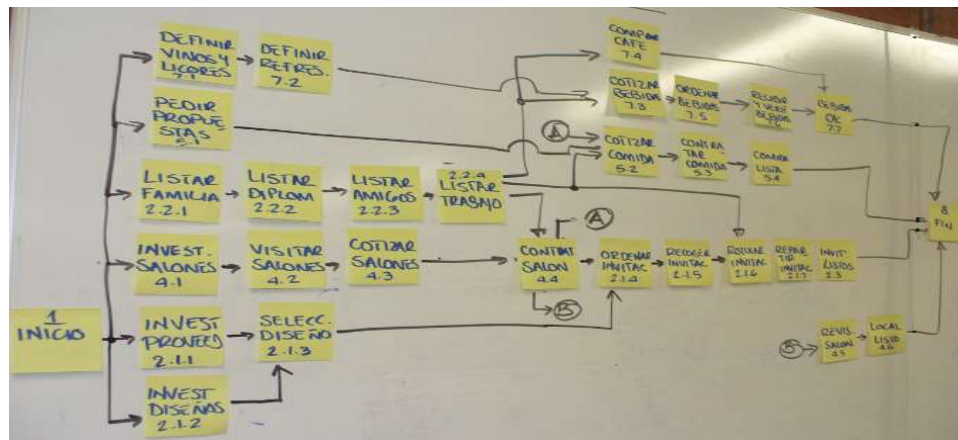 DEFINIR
VINOS Y
LICORES
7.1
DEFINIR
REFRES.
7.2
COMPRAR
CAFE
7.4
COTIZAR
BEBIDAS
7.3
ORDENAR
BEBIDAS
7.5
RECIBIR
Y VERIF
BEBIDAS
BEBIDAS
OK
7.7
PEDIR
PROPUE
STAS
5.1
A
COTIZAR
COMIDA
5.2
CONTRA
TAR
COMIDA
5.3
COMIDA
LISTA
5.4
LISTAR
FAMILIA
2.2.1
LISTAR
DIPLOM
2.2.2
LISTAR
AMIGOS
2.2.3
2.2.4
LISTAR
TRABAJO
A
8
FIN
INVEST.
SALONES
4.1
VISITAR
SALONES
4.2
COTIZAR
SALONES
4.3
CONTRAT
SALON
4.4
B
ORDENAR
INVITAC
2.1.4
RECOGER
INVITAC
2.1.5
ROTULAR
INVITAC
2.1.6
REPAR
TIR
INVITAC
2.1.7
INVIT
LISTOS
2.3
1
INICIO
INVEST
PROVEED
2.1.1
SELECC.
DISEÑO
2.1.3
INVEST
DISEÑOS
2.1.2
REVIS.
SALON
4.5
LOCAL
LISTO
4.6